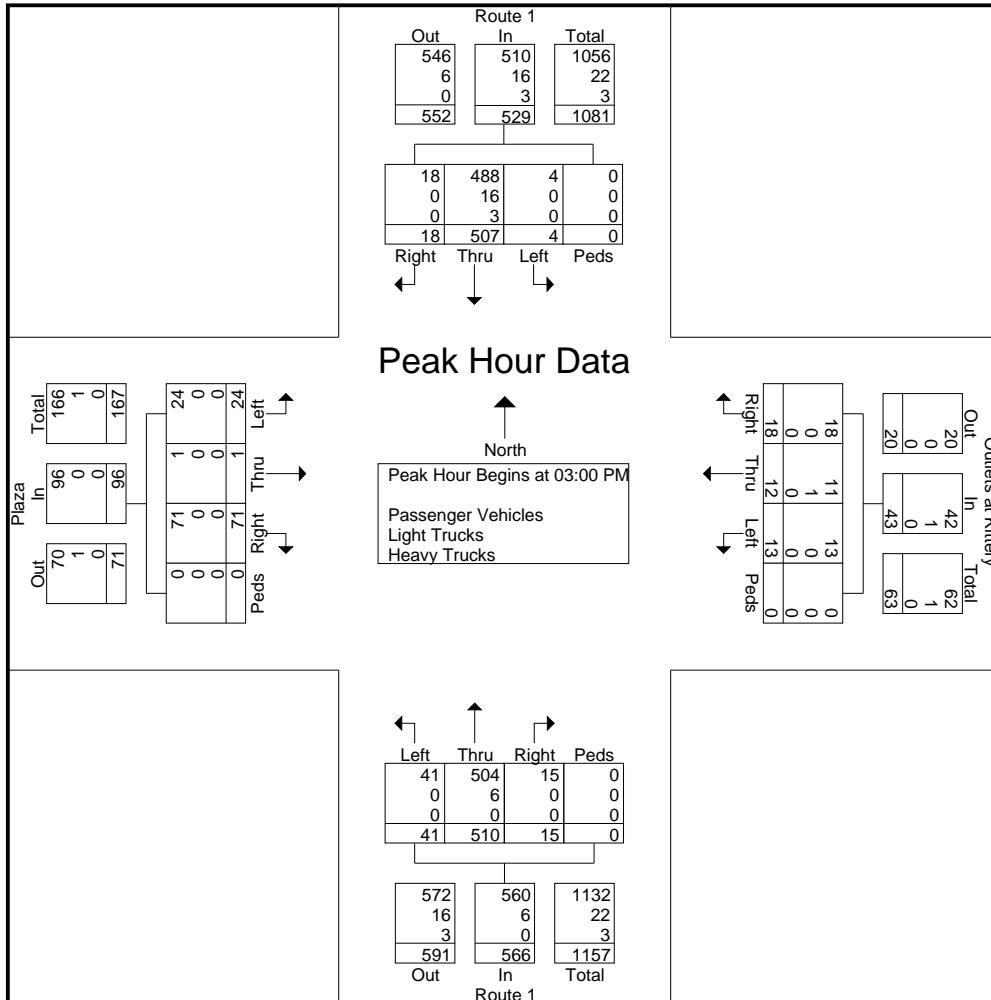 Route 1
Out In Total
546 510 1056
6 16 22
0 3 3
552 529 1081
18 488 4 0
0 16 0 0
0 3 0 0
18 507 4 0
Right Thru Left Peds
Peak Hour Data
North
Peak Hour Begins at 03:00 PM
Passenger Vehicles
Light Trucks
Heavy Trucks
Plaza
Total In Out
166 96 70
1 0 1
0 0 0
167 96 71
24 1 71 0
0 0 0 0
0 0 0 0
24 1 71 0
Left Thru Right Peds
Outlets at Kittery
Out In Total
20 42 62
0 1 1
0 0 0
20 43 63
18 11 13 0
0 1 0 0
0 0 0 0
18 12 13 0
Right Thru Left Peds
Left Thru Right Peds
41 504 15 0
0 6 0 0
0 0 0 0
41 510 15 0
572 560 1132
16 6 22
3 0 3
591 566 1157
Out In Total
Route 1